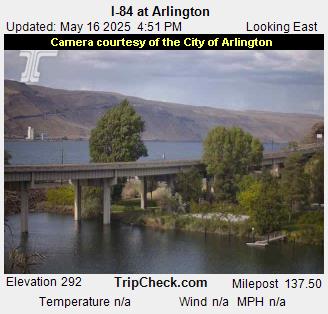 I-84 at Arlington
Updated: May 16 2025 4:51 PM Looking East
Camera courtesy of the City of Arlington
Elevation 292 TripCheck.com Milepost 137.50
Temperature n/a Wind n/a MPH n/a